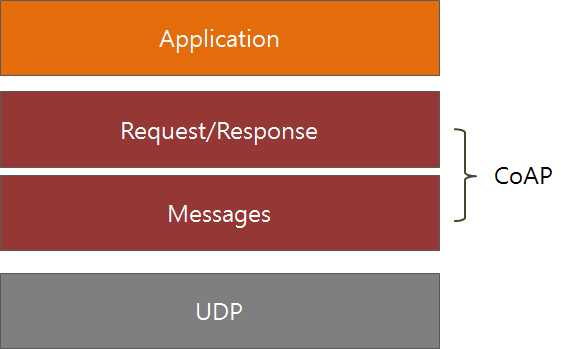 Application
Request/Response
Messages
CoAP
UDP